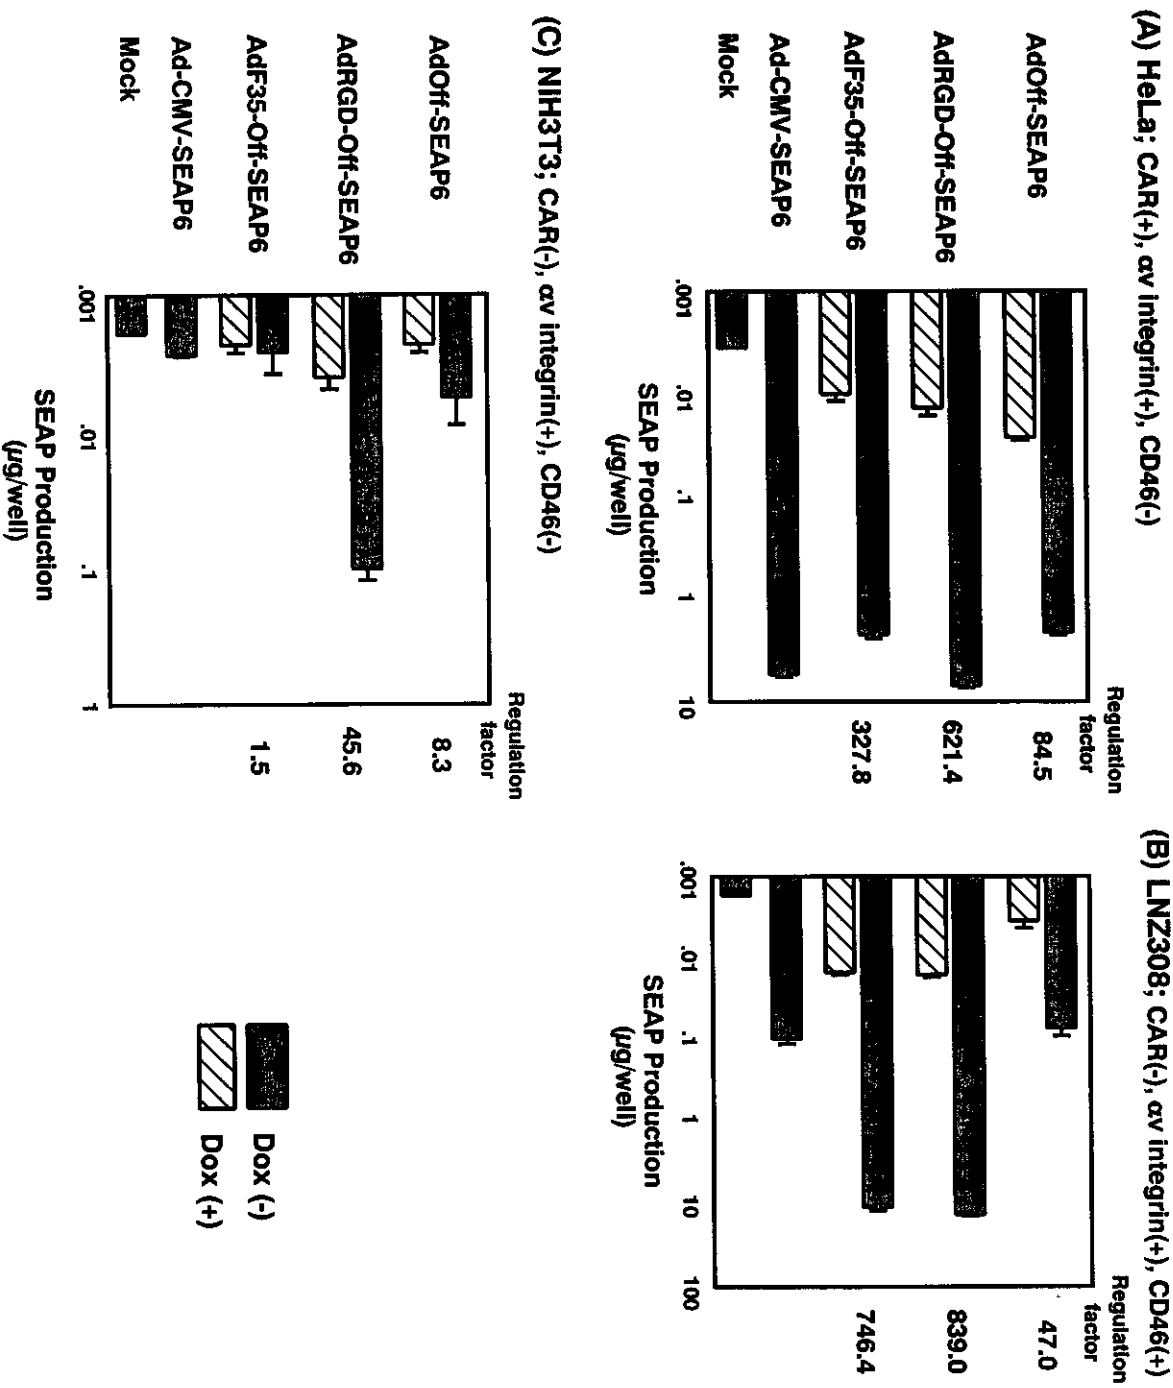 (A) HeLa; CAR(+), αv integrin(+), CD46(-)
Regulation
factor
AdOff-SEAP6
84.5
AdRGD-Off-SEAP6
621.4
AdF35-Off-SEAP6
327.8
Ad-CMV-SEAP6
Mock
.001
.01
.1
1
10
SEAP Production
(µg/well)
(B) LNZ308; CAR(-), αv integrin(+), CD46(+)
Regulation
factor
47.0
839.0
746.4
.001
.01
.1
1
10
100
SEAP Production
(µg/well)
(C) NIH3T3; CAR(-), αv integrin(+), CD46(-)
Regulation
factor
AdOff-SEAP6
8.3
AdRGD-Off-SEAP6
45.6
AdF35-Off-SEAP6
1.5
Ad-CMV-SEAP6
Mock
.001
.01
.1
1
SEAP Production
(µg/well)
Dox (-)
Dox (+)